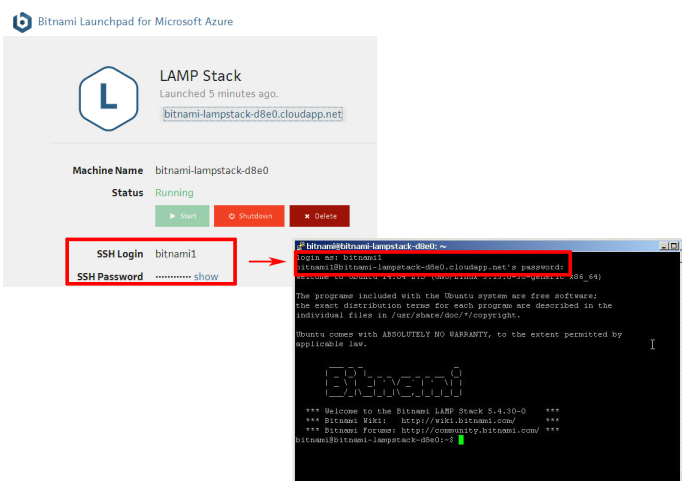 Bitnami Launchpad for Microsoft Azure
L
LAMP Stack
Launched 5 minutes ago.
bitnami-lampstack-d8e0.cloudapp.net
Machine Name bitnami-lampstack-d8e0
Status Running
Start Shutdown Delete
SSH Login bitnami1
SSH Password ············ show
bitnami@bitnami-lampstack-d8e0: ~
login as: bitnami1
bitnami1@bitnami-lampstack-d8e0.cloudapp.net's password:
Welcome to Ubuntu
The programs included with the Ubuntu system are free software;
the exact distribution terms for each program are described in the
individual files in /usr/share/doc/*/copyright.
Ubuntu comes with ABSOLUTELY NO WARRANTY, to the extent permitted by
applicable law.
Bitnami
*** Welcome to the Bitnami LAMP Stack 5.4.30-0 ***
*** Bitnami Wiki: http://wiki.bitnami.com/ ***
*** Bitnami Forums: http://community.bitnami.com/ ***
bitnami@bitnami-lampstack-d8e0:~$